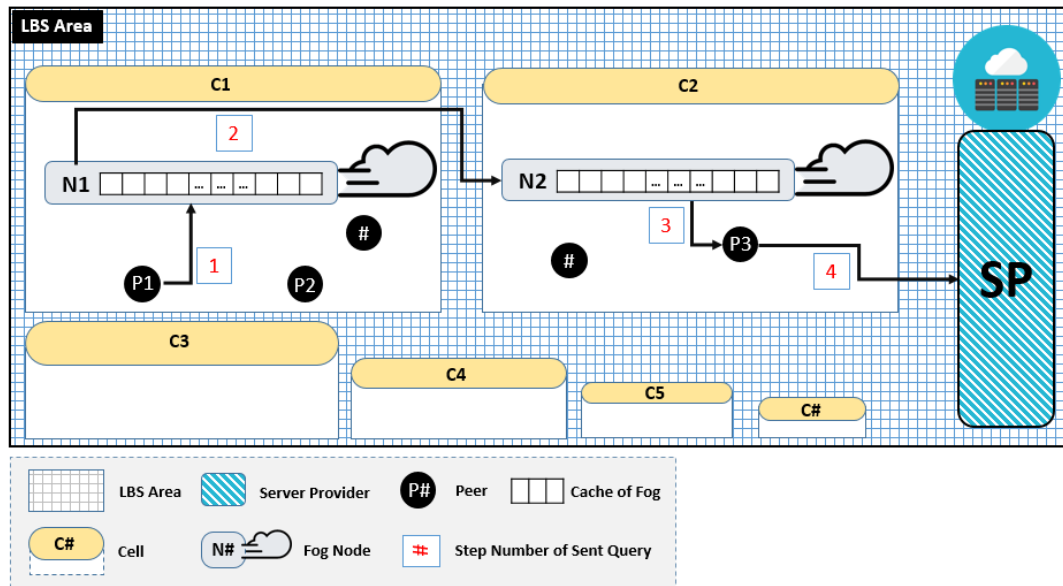 LBS Area
C1
C2
2
N1 ... ... ...
N2 ... ... ...
#
3
P3
1
#
4
P1
P2
SP
C3
C4
C5
C#
LBS Area
Server Provider
P# Peer
Cache of Fog
C# Cell
N# Fog Node
# Step Number of Sent Query